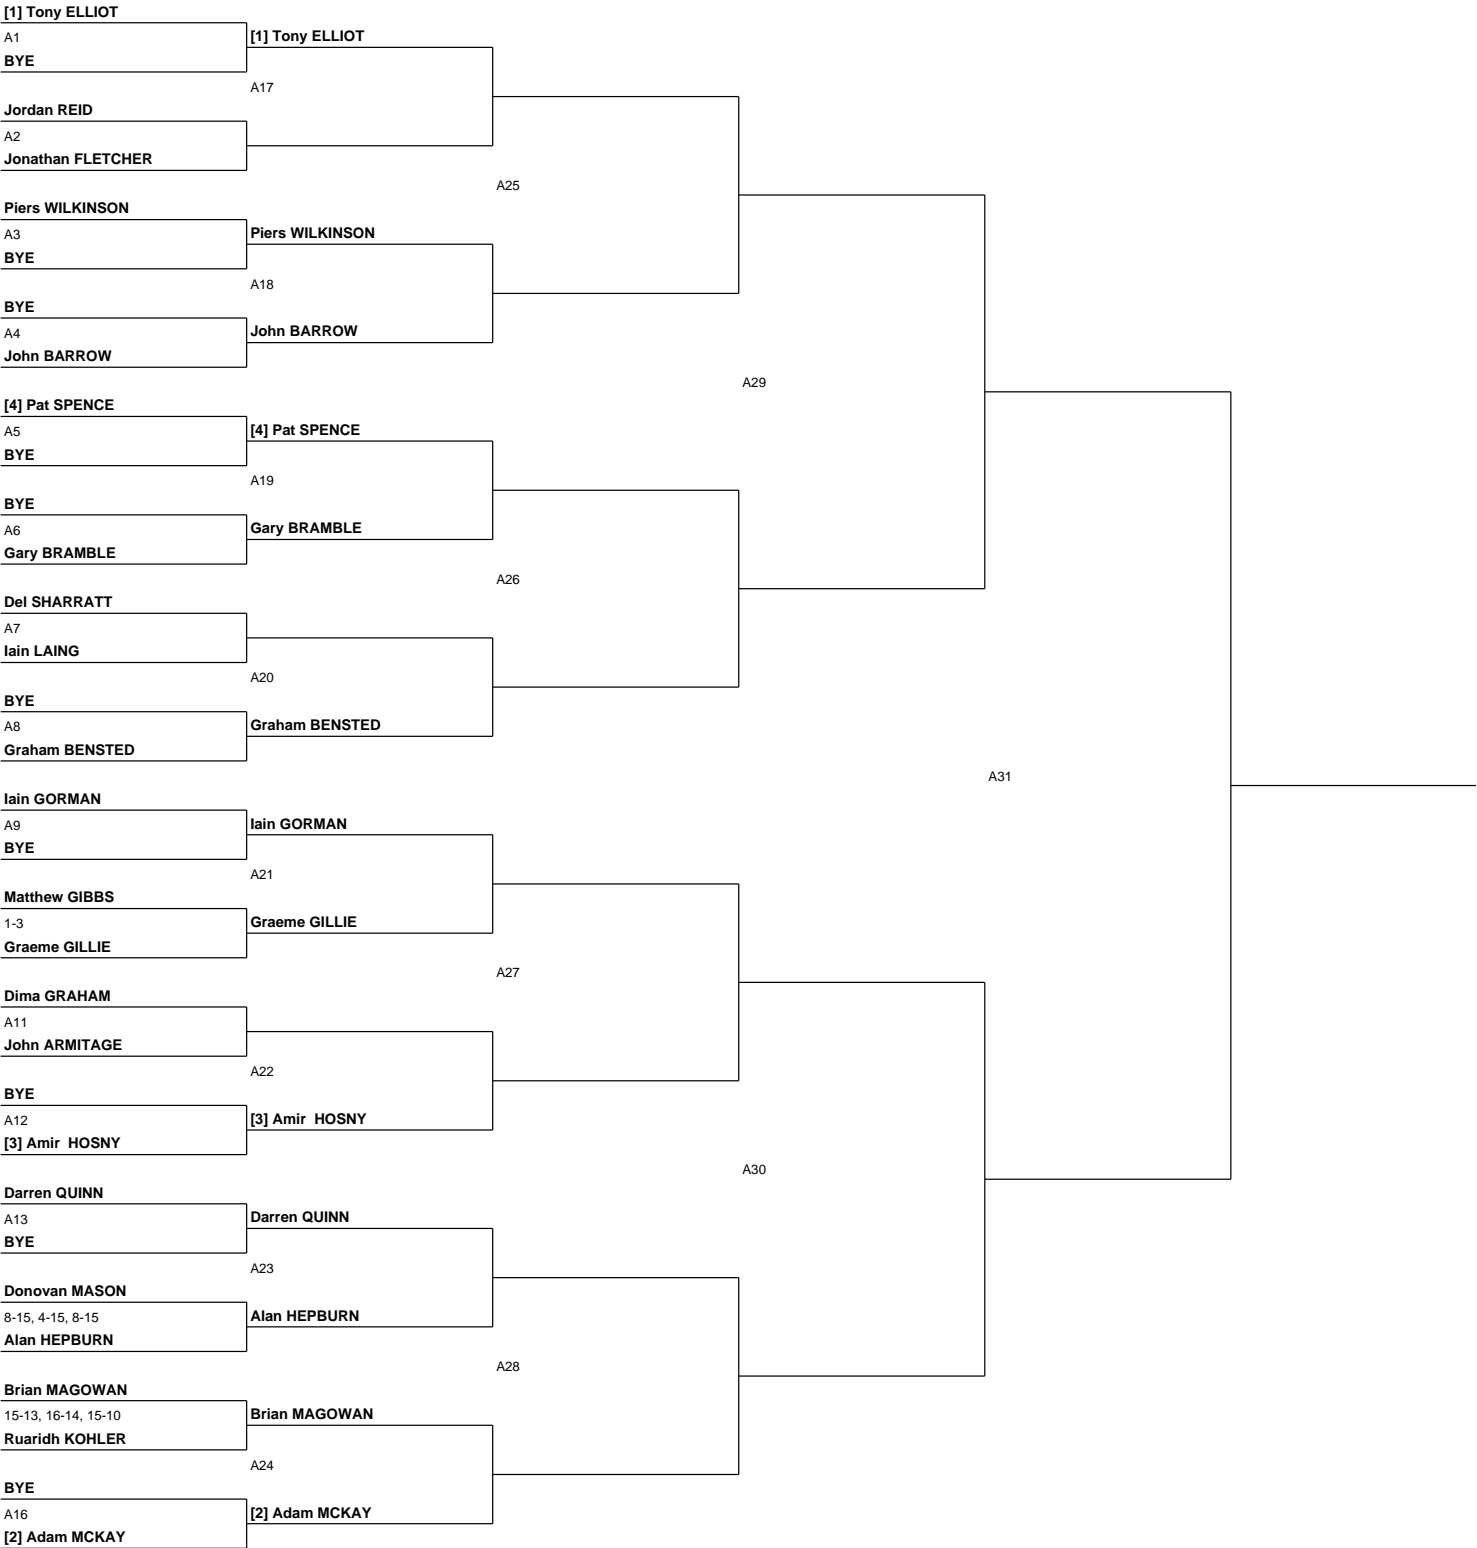 [1] Tony ELLIOT
A1
[1] Tony ELLIOT
BYE
A17
Jordan REID
A2
Jonathan FLETCHER
A25
Piers WILKINSON
A3
Piers WILKINSON
BYE
A18
BYE
A4
John BARROW
John BARROW
A29
[4] Pat SPENCE
A5
[4] Pat SPENCE
BYE
A19
BYE
A6
Gary BRAMBLE
Gary BRAMBLE
A26
Del SHARRATT
A7
Iain LAING
A20
BYE
A8
Graham BENSTED
Graham BENSTED
A31
Iain GORMAN
A9
Iain GORMAN
BYE
A21
Matthew GIBBS
1-3
Graeme GILLIE
Graeme GILLIE
A27
Dima GRAHAM
A11
John ARMITAGE
A22
BYE
A12
[3] Amir  HOSNY
[3] Amir  HOSNY
A30
Darren QUINN
A13
Darren QUINN
BYE
A23
Donovan MASON
8-15, 4-15, 8-15
Alan HEPBURN
Alan HEPBURN
A28
Brian MAGOWAN
15-13, 16-14, 15-10
Brian MAGOWAN
Ruaridh KOHLER
A24
BYE
A16
[2] Adam MCKAY
[2] Adam MCKAY